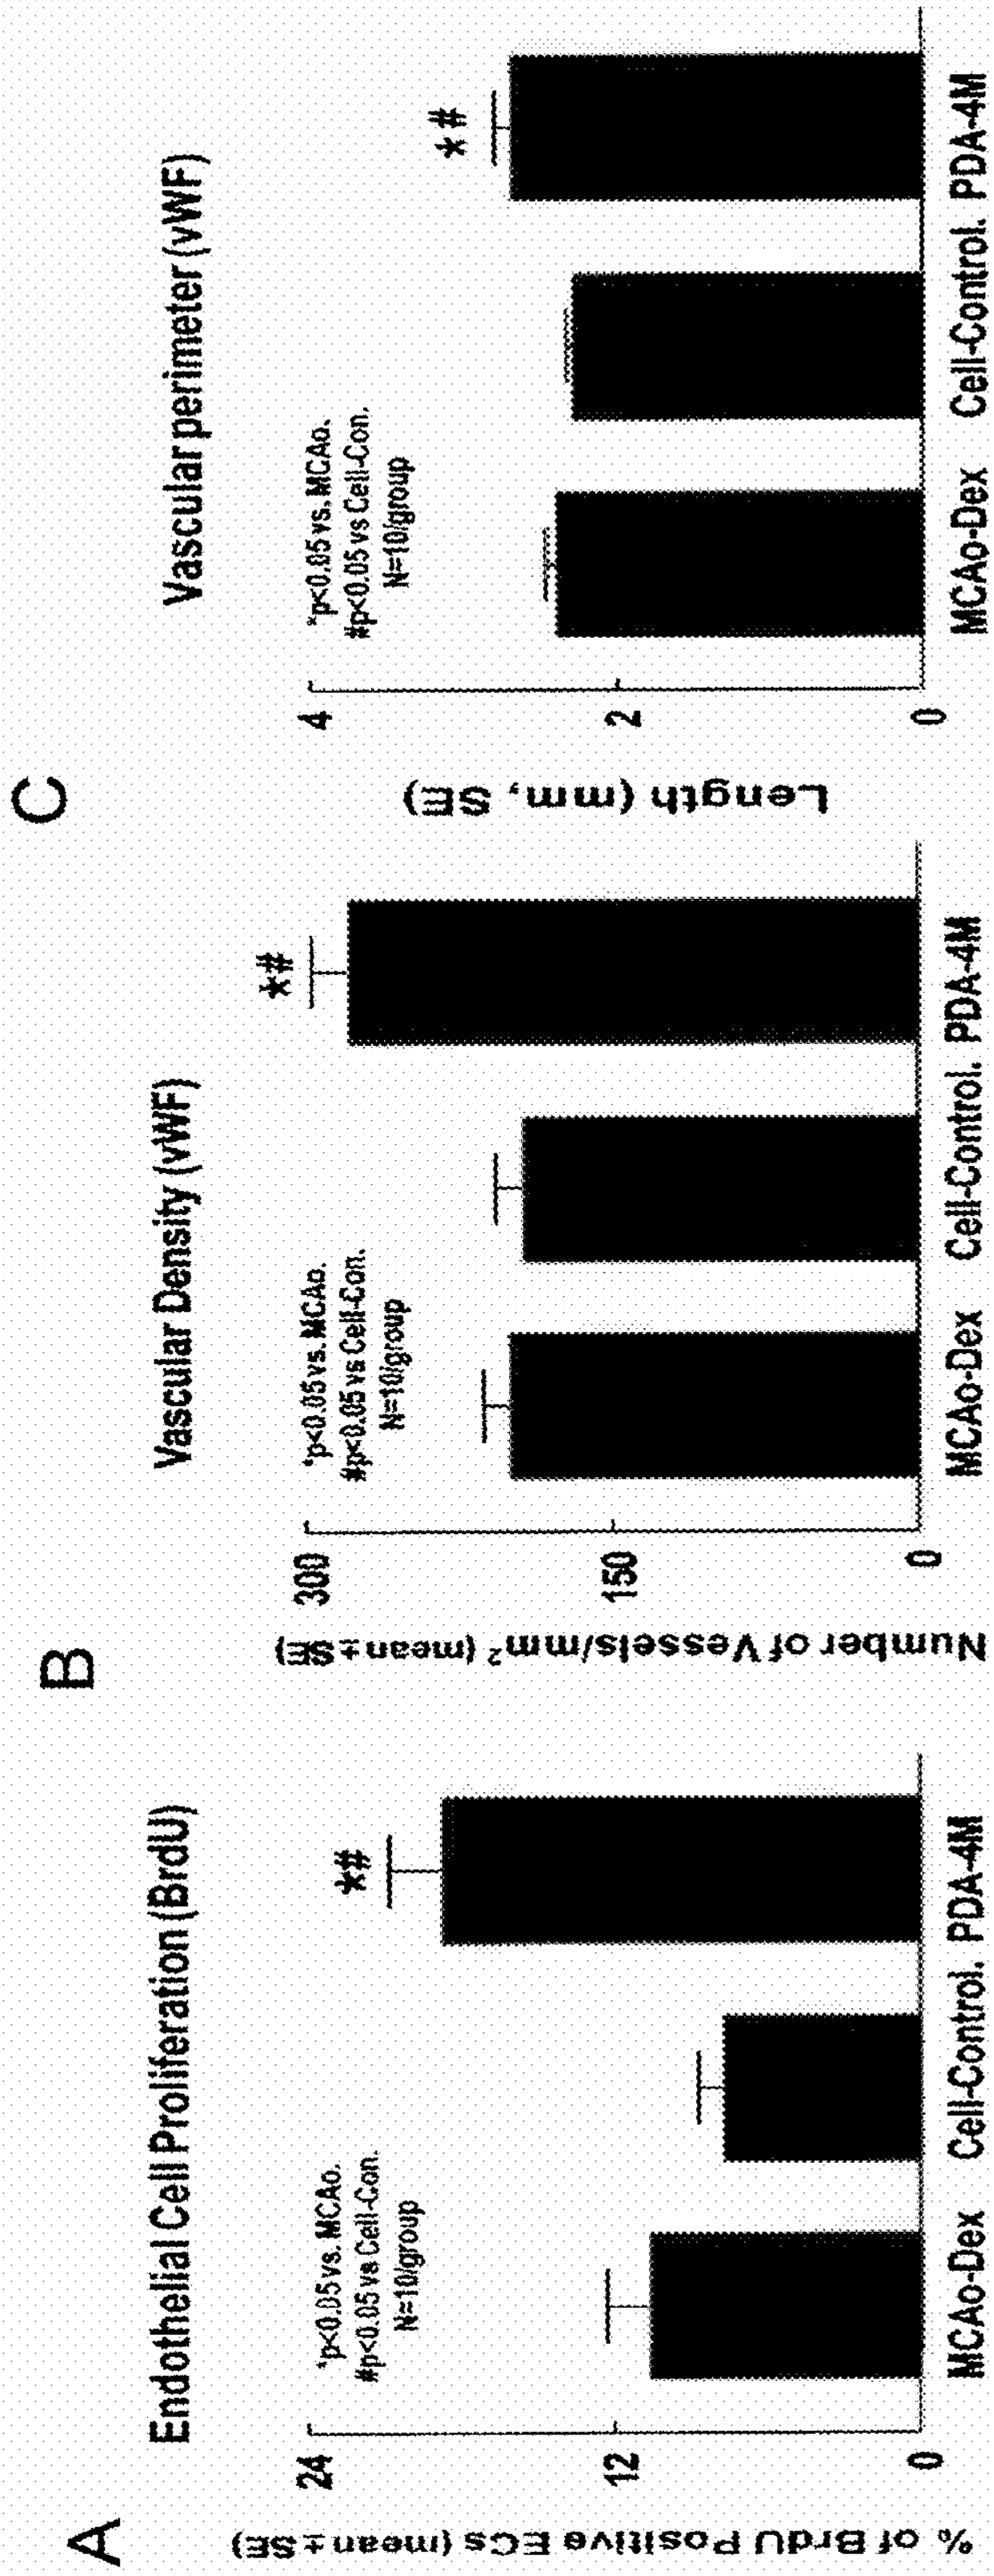 A
Endothelial Cell Proliferation (BrdU)
% of BrdU Positive ECs (mean ± SE)
24
12
0
*p<0.05 vs. MCAo.
#p<0.05 vs Cell-Con.
N=10/group
*#
MCAo-Dex Cell-Control. PDA-4M
B
Vascular Density (vWF)
Number of Vessels/mm² (mean ± SE)
300
150
0
*p<0.05 vs. MCAo.
#p<0.05 vs Cell-Con.
N=10/group
*#
MCAo-Dex Cell-Control. PDA-4M
C
Vascular perimeter (vWF)
Length (mm, SE)
4
2
0
*p<0.05 vs. MCAo.
#p<0.05 vs Cell-Con.
N=10/group
*#
MCAo-Dex Cell-Control. PDA-4M